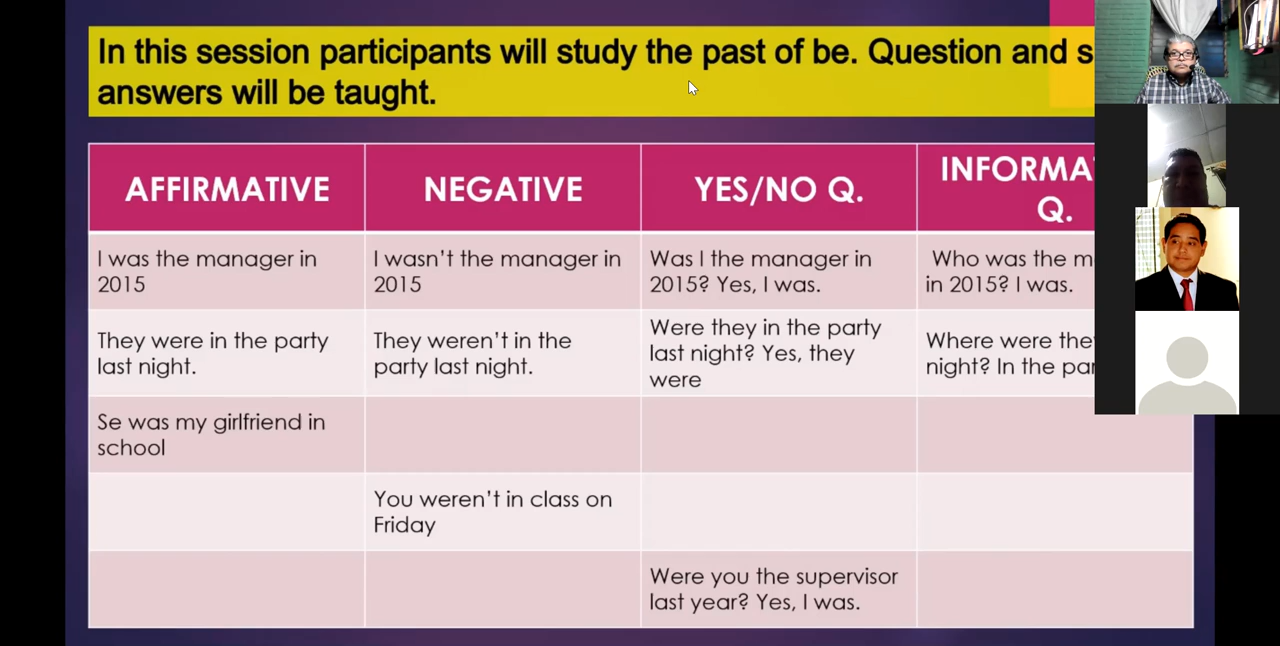 In this session participants will study the past of be. Question and
answers will be taught.
AFFIRMATIVE
NEGATIVE
YES/NO Q.
Q.
I was the manager in
2015
I wasn't the manager in
2015
Was I the manager in
2015? Yes, I was.
Who was the
in 2015? I was.
They were in the party
last night.
They weren't in the
party last night.
Were they in the party
last night? Yes, they
were
Where were
night? In the
Se was my girlfriend in
school
You weren't in class on
Friday
Were you the supervisor
last year? Yes, I was.